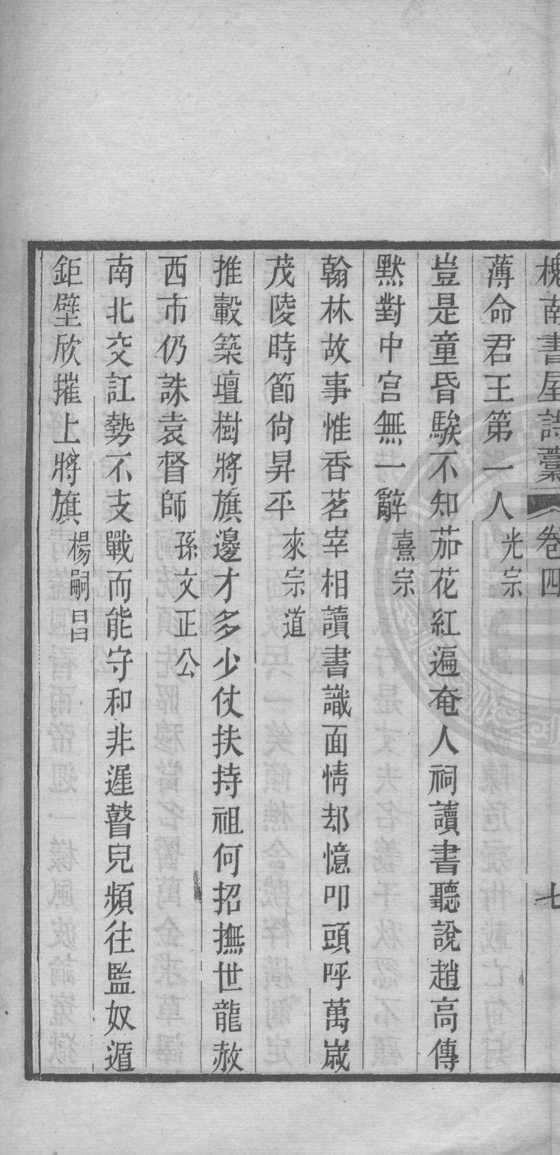 槐南書屋詩藁 卷四 七
薄命君王第一人 光宗
豈是童昏騃不知茄花紅遍奄人祠讀書聽說趙高傳
默對中宮無一辭 熹宗
翰林故事惟香茗宰相讀書識面情却憶叩頭呼萬歲
茂陵時節尙昇平 來宗道
推轂築壇樹將旗邊才多少仗扶持祖何招撫世龍赦
西市仍誅袁督師 孫文正公
南北交訌勢不支戰而能守和非遲瞽兒頻往監奴遁
鉅壁欣摧上將旗 楊嗣昌